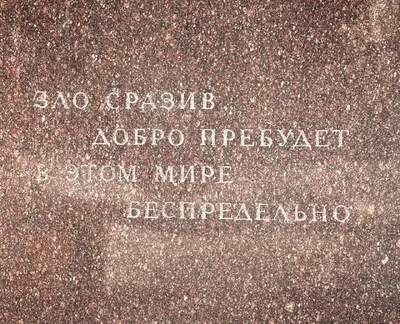 ЗЛО СРАЗИВ,
ДОБРО ПРЕБУДЕТ
В ЭТОМ МИРЕ
БЕСПРЕДЕЛЬНО